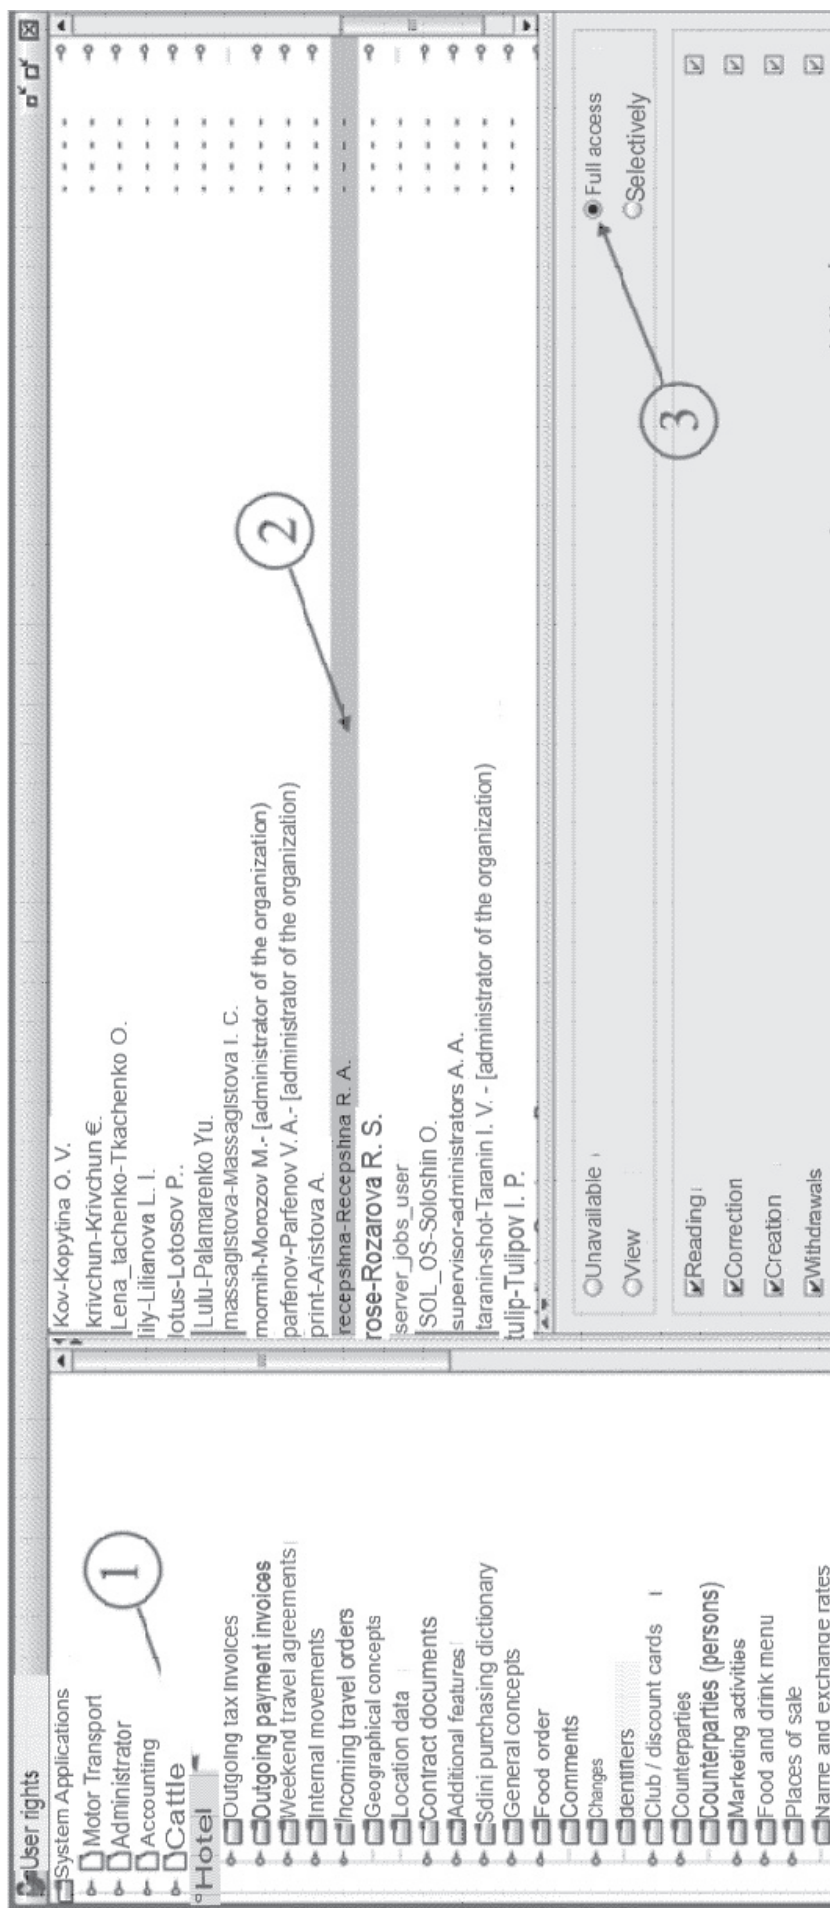 User rights
System Applications
Motor Transport
Administrator
Accounting
Cattle
Hotel
Outgoing tax invoices
Outgoing payment invoices
Weekend travel agreements
Internal movements
Incoming travel orders
Geographical concepts
Location data
Contract documents
Additional features
Sdini purchasing dictionary
General concepts
Food order
Comments
Changes
dentifiers
Club / discount cards
Counterparties
Counterparties (persons)
Marketing activities
Food and drink menu
Places of sale
Name and exchange rates
1
Kov-Kopytina O. V.
krivchun-Krivchun €.
Lena_tachenko-Tkachenko O.
lily-Lilianova L. I.
lotus-Lotosov P..
Lulu-Palamarenko Yu.
massagistova-Massagistova I. C.
mormih-Morozov M.- [administrator of the organization)
parfenov-Parfenov V. A.- [administrator of the organization)
print-Aristova A.
recepshna-Recepshna R. A.
rose-Rozarova R. S.
server_jobs_user
SOL_OS-Soloshin O.
supervisor-administrators A. A.
taranin-shot-Taranin I. V. - [administrator of the organization)
tulip-Tulipov I. P.
2
Unavailable
Full access
View
Selectively
3
Reading
Correction
Creation
Withdrawals